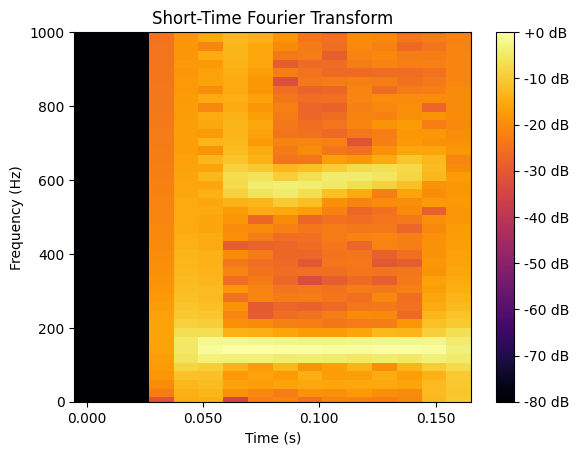 Short-Time Fourier Transform
1000
800
600
400
200
0
Frequency (Hz)
0.000
0.050
0.100
0.150
Time (s)
+0 dB
-10 dB
-20 dB
-30 dB
-40 dB
-50 dB
-60 dB
-70 dB
-80 dB